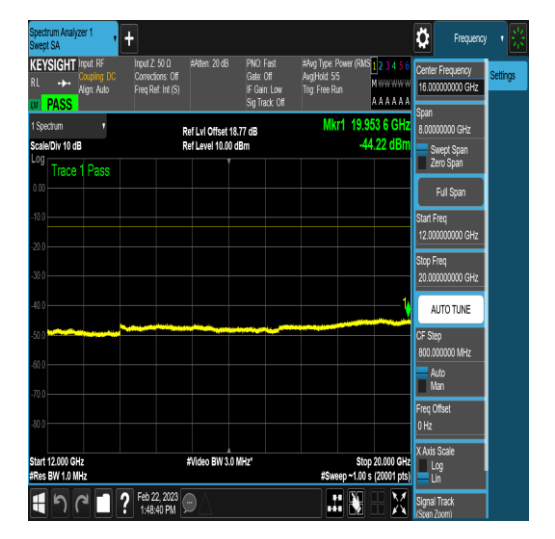 Spectrum Analyzer 1
Swept SA
Frequency
KEYSIGHT
RL
PASS
Input: RF
Coupling: DC
Align: Auto
Input Z: 50 Ω
Corrections: Off
Freq Ref: Int (S)
#Atten: 20 dB
PNO: Fast
Gate: Off
IF Gain: Low
Sig Track: Off
#Avg Type: Power (RMS
Avg|Hold: 5/5
Trig: Free Run
1 2 3 4 5 6
M W W W W W
A A A A A A
1 Spectrum
Scale/Div 10 dB
Ref Lvl Offset 18.77 dB
Ref Level 10.00 dBm
Mkr1 19.953 6 GHz
-44.22 dBm
Log
Trace 1 Pass
0.00
-10.0
-20.0
-30.0
-40.0
-50.0
-60.0
-70.0
-80.0
1
Start 12.000 GHz
#Res BW 1.0 MHz
#Video BW 3.0 MHz*
Stop 20.000 GHz
#Sweep ~1.00 s (20001 pts)
Feb 22, 2023
1:48:40 PM
?
Center Frequency
16.000000000 GHz
Settings
Span
8.00000000 GHz
Swept Span
Zero Span
Full Span
Start Freq
12.000000000 GHz
Stop Freq
20.000000000 GHz
AUTO TUNE
CF Step
800.000000 MHz
Auto
Man
Freq Offset
0 Hz
X Axis Scale
Log
Lin
Signal Track
(Span Zoom)